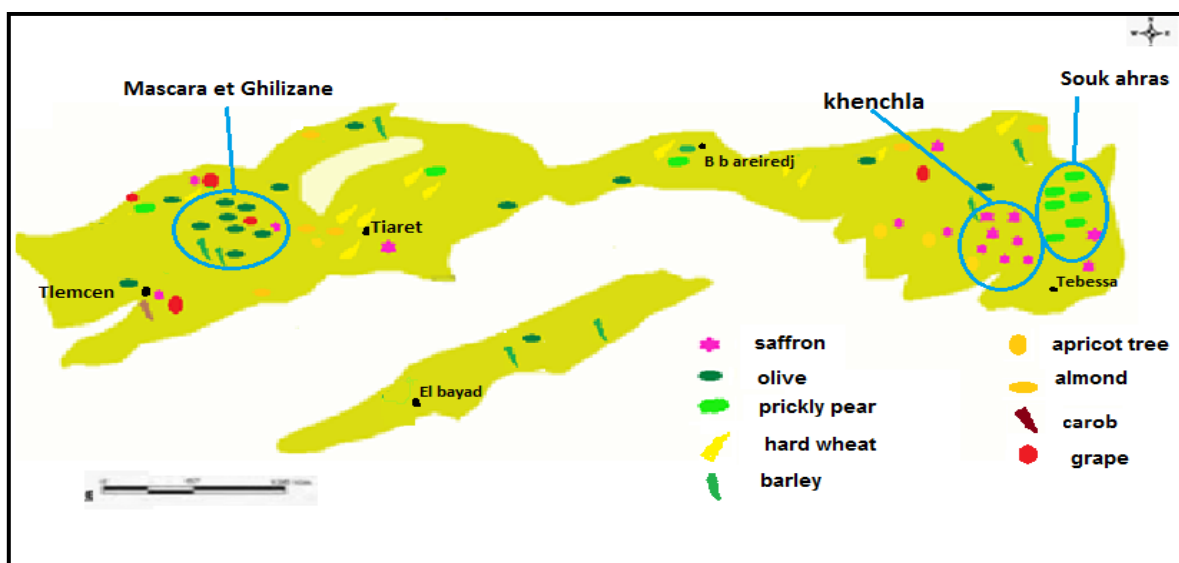 Mascara et Ghilizane
Souk ahras
khenchla
B b areiredj
Tiaret
Tlemcen
Tebessa
El bayad
saffron
olive
prickly pear
hard wheat
barley
apricot tree
almond
carob
grape